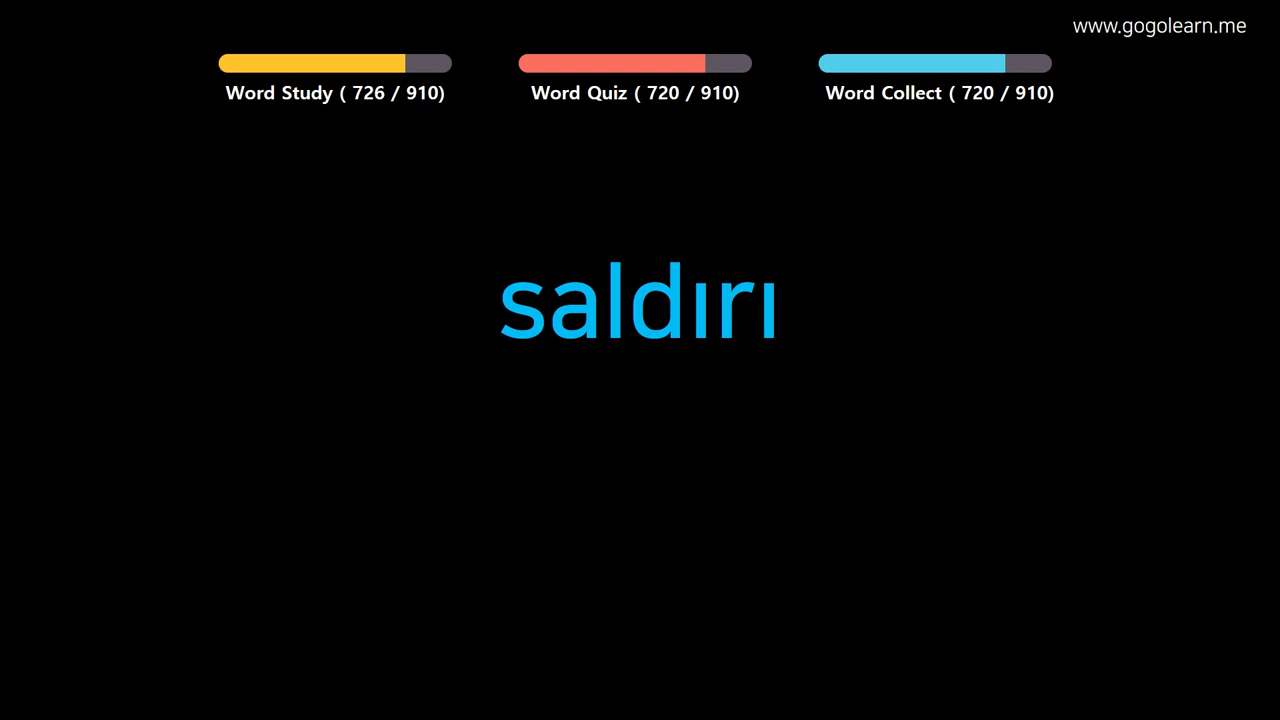 www.gogolearn.me
Word Study ( 726 / 910)
Word Quiz ( 720 / 910)
Word Collect ( 720 / 910)
saldırı